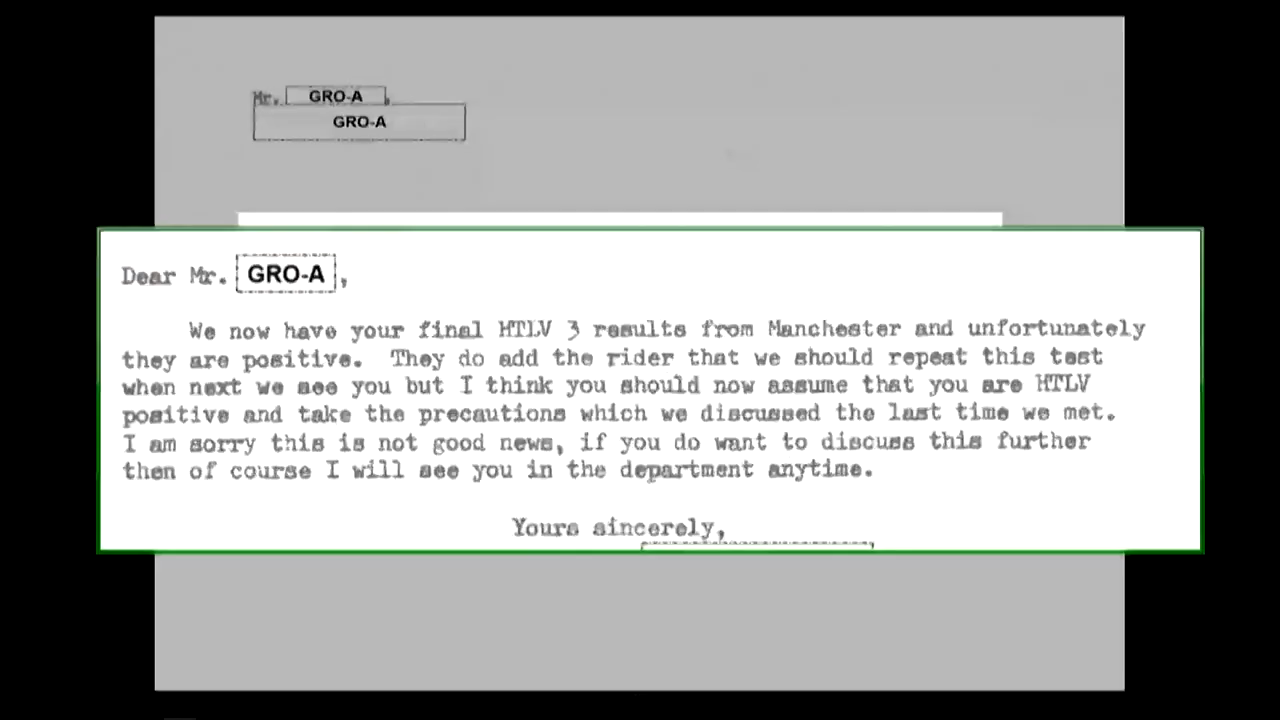 Mr. GRO-A,
GRO-A
Dear Mr. GRO-A,
We now have your final HTLV 3 results from Manchester and unfortunately
they are positive. They do add the rider that we should repeat this test
when next we see you but I think you should now assume that you are HTLV
positive and take the precautions which we discussed the last time we met.
I am sorry this is not good news, if you do want to discuss this further
then of course I will see you in the department anytime.
Yours sincerely,